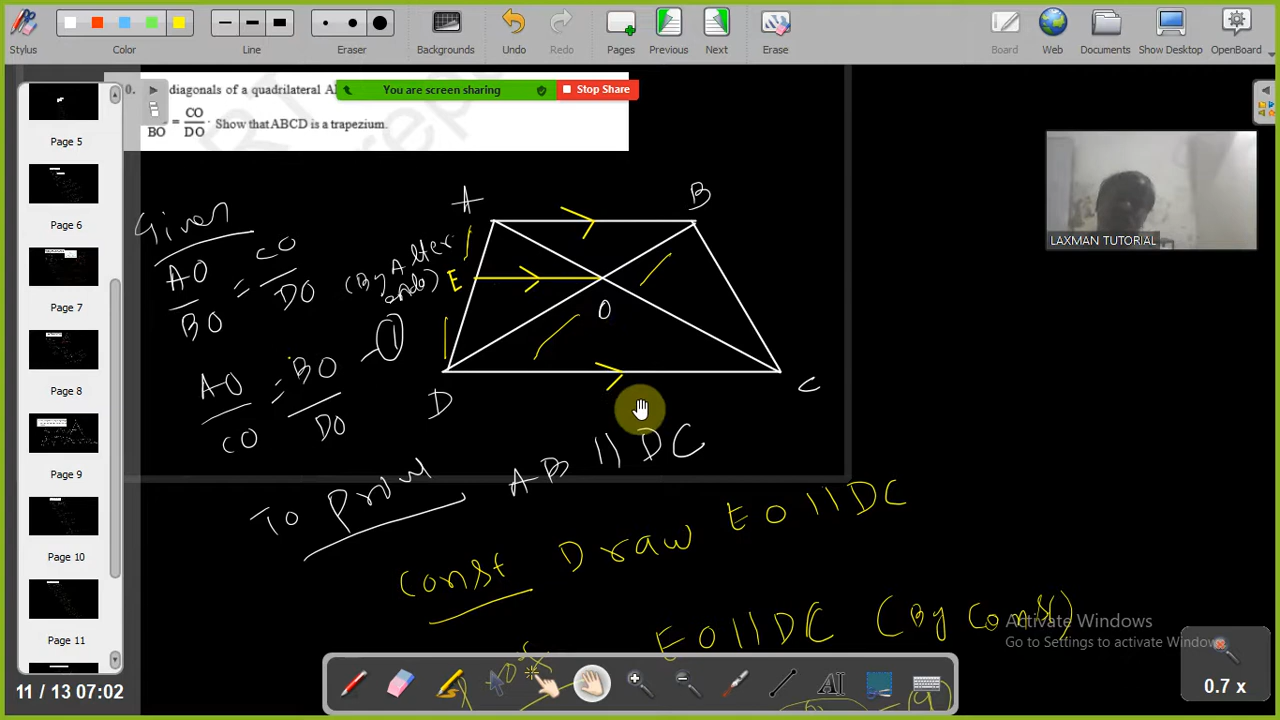 Stylus Color Line Eraser Backgrounds Undo Redo Pages Previous Next Erase Board Web Documents Show Desktop OpenBoard
You are screen sharing Stop Share
0. diagonals of a quadrilateral A
BO = CO/DO . Show that ABCD is a trapezium.
Page 5
Page 6
Page 7
Page 8
Page 9
Page 10
Page 11
11 / 13 07:02
LAXMAN TUTORIAL
Given
AO/BO = CO/DO (By Alter
endo)
AO/CO = BO/DO - ①
A
B
E
O
D
C
To Prove AB || DC
Const Draw EO || DC
EO || DC (By Const)
Activate Windows
Go to Settings to activate Windows.
0.7 x